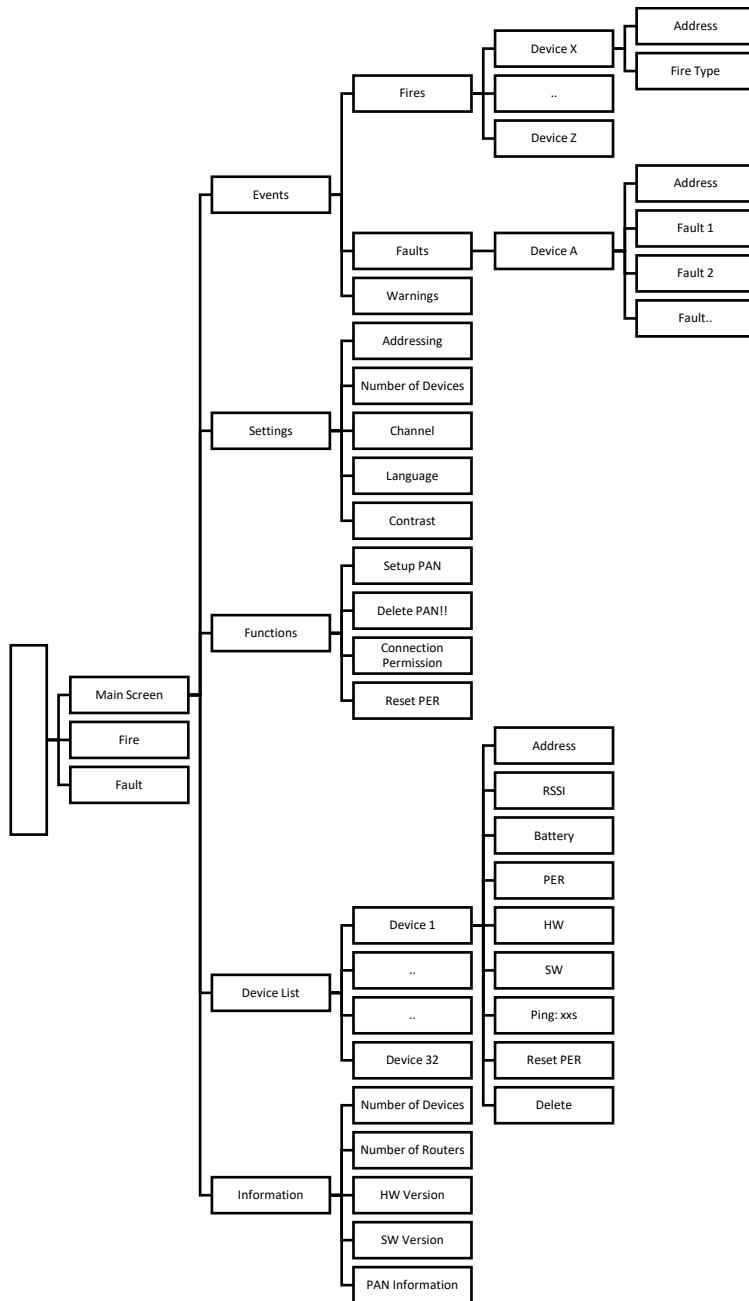 Address
Device X
Fire Type
Fires
..
Device Z
Events
Address
Fault 1
Faults
Device A
Fault 2
Warnings
Fault..
Addressing
Number of Devices
Settings
Channel
Language
Contrast
Setup PAN
Delete PAN!!
Functions
Connection
Permission
Reset PER
Main Screen
Fire
Fault
Address
RSSI
Battery
PER
Device 1
HW
..
SW
Device List
..
Ping: xxs
Device 32
Reset PER
Number of Devices
Delete
Number of Routers
Information
HW Version
SW Version
PAN Information